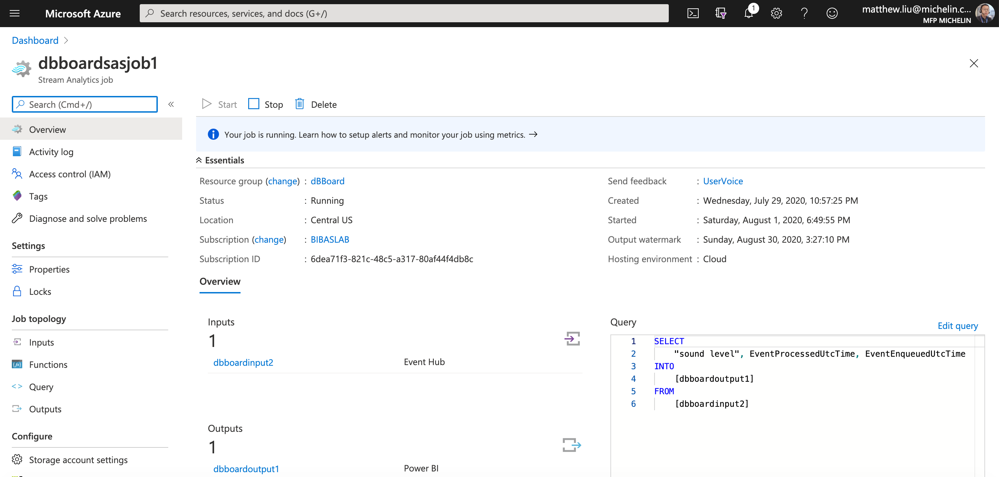 Microsoft Azure
Search resources, services, and docs (G+/)
1
matthew.liu@michelin.c...
MFP MICHELIN
Dashboard
dbboardsasjob1
Stream Analytics job
Search (Cmd+/)
«
Start
Stop
Delete
Overview
Activity log
Access control (IAM)
Tags
Diagnose and solve problems
Settings
Properties
Locks
Job topology
Inputs
Functions
Query
Outputs
Configure
Storage account settings
Your job is running. Learn how to setup alerts and monitor your job using metrics. →
Essentials
Resource group (change) : dBBoard
Status : Running
Location : Central US
Subscription (change) : BIBASLAB
Subscription ID : 6dea71f3-821c-48c5-a317-80af44f4db8c
Send feedback : UserVoice
Created : Wednesday, July 29, 2020, 10:57:25 PM
Started : Saturday, August 1, 2020, 6:49:55 PM
Output watermark : Sunday, August 30, 2020, 3:27:10 PM
Hosting environment : Cloud
Overview
Inputs
1
dbboardinput2 Event Hub
Outputs
1
dbboardoutput1 Power BI
Query
Edit query
1 SELECT
2 "sound level", EventProcessedUtcTime, EventEnqueuedUtcTime
3 INTO
4 [dbboardoutput1]
5 FROM
6 [dbboardinput2]